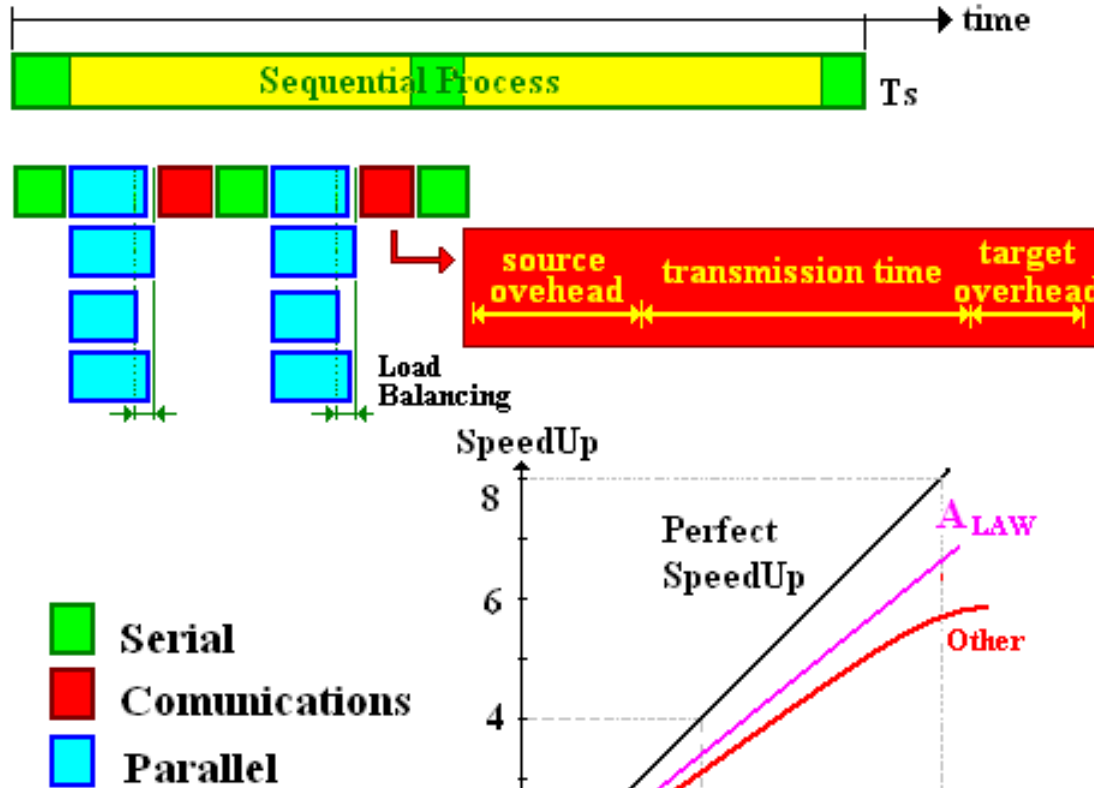 time
Sequential Process
Ts
source
ovehead
transmission time
target
overhead
Load
Balancing
SpeedUp
8
A LAW
Perfect
SpeedUp
6
Other
Serial
Comunications
4
Parallel